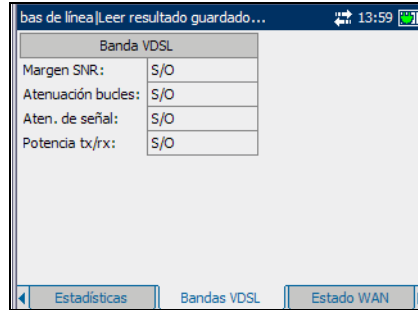 bas de línea|Leer resultado guardado... 13:59
Banda VDSL
Margen SNR: S/O
Atenuación bucles: S/O
Aten. de señal: S/O
Potencia tx/rx: S/O
Estadísticas Bandas VDSL Estado WAN